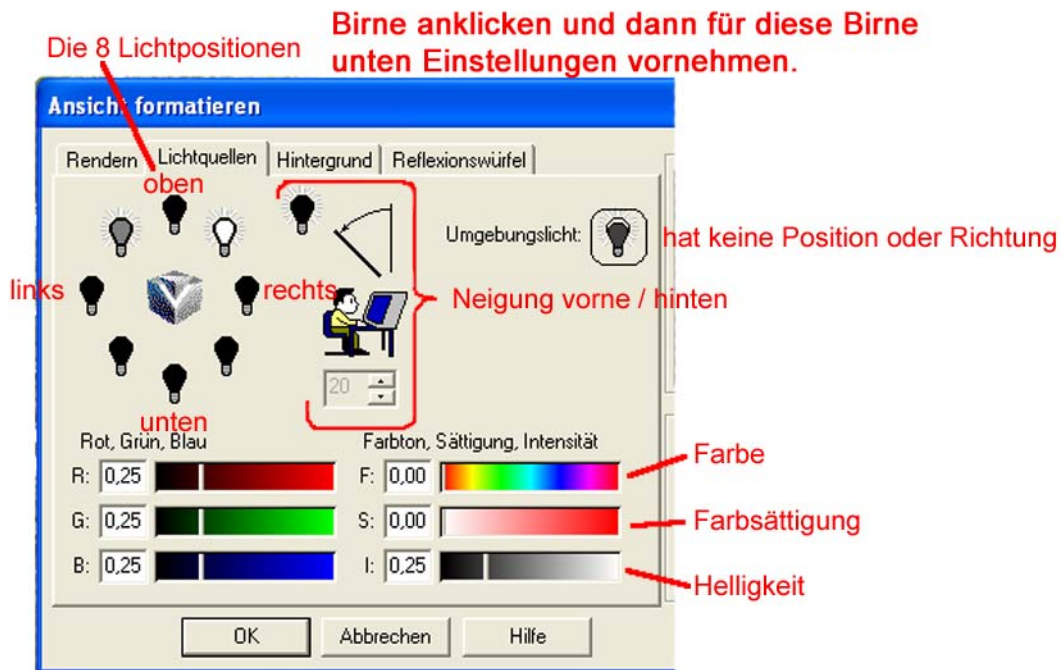 Birne anklicken und dann für diese Birne
unten Einstellungen vornehmen.
Die 8 Lichtpositionen
Ansicht formatieren
Rendern Lichtquellen Hintergrund Reflexionswürfel
oben
Umgebungslicht: hat keine Position oder Richtung
links rechts Neigung vorne / hinten
20
unten
Rot, Grün, Blau Farbton, Sättigung, Intensität
R: 0,25 F: 0,00 Farbe
G: 0,25 S: 0,00 Farbsättigung
B: 0,25 I: 0,25 Helligkeit
OK Abbrechen Hilfe